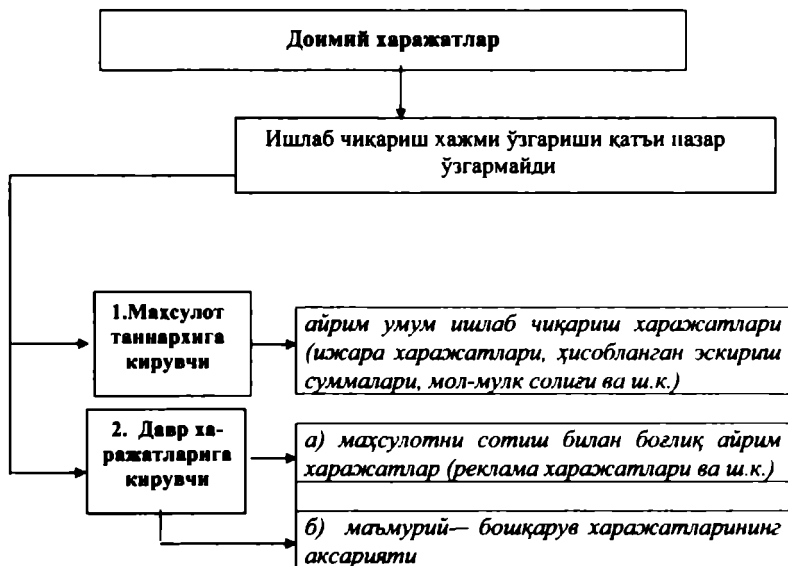 Доимий харажатлар
Ишлаб чиқариш хажми ўзгариши қатъи назар
ўзгармайди
1.Маҳсулот
таннархига
кирувчи
айрим умум ишлаб чиқариш харажатлари
(ижара харажатлари, ҳисобланган эскириш
суммалари, мол-мулк солиғи ва ш.к.)
2. Давр ха-
ражатларига
кирувчи
а) маҳсулотни сотиш билан боғлиқ айрим
харажатлар (реклама харажатлари ва ш.к.)
б) маъмурий— бошқарув харажатларининг
аксарияти